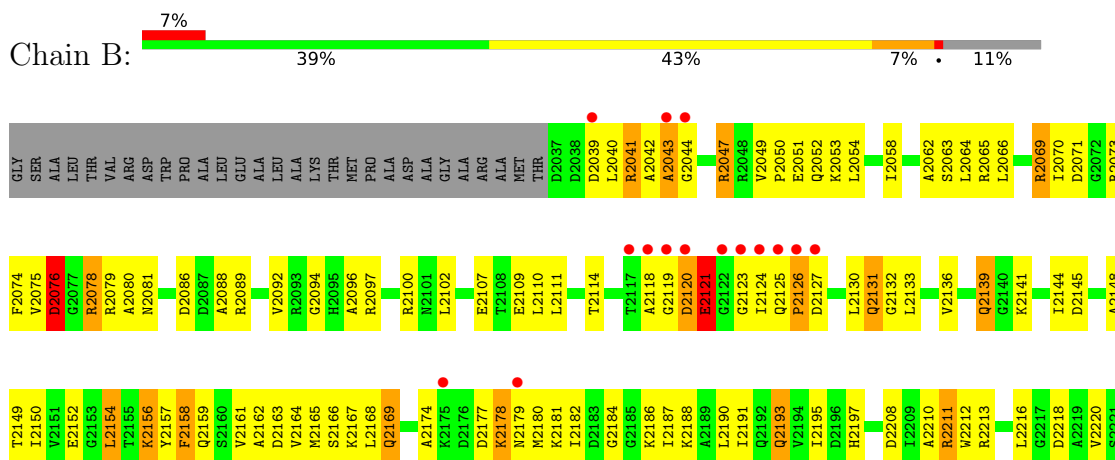 7%
Chain B:
39% 43% 7% • 11%
GLY SER ALA LEU THR VAL ARG ASP TRP PRO ALA LEU GLU ALA LEU ALA LYS THR MET PRO ALA ASP ALA GLY ALA ARG ALA MET THR D2037 D2038 D2039 L2040 R2041 A2042 A2043 G2044 R2047 R2048 V2049 P2050 E2051 Q2052 K2053 L2054 I2058 A2062 S2063 L2064 R2065 L2066 R2069 I2070 D2071 G2072
F2074 V2075 D2076 G2077 R2078 R2079 A2080 N2081 D2086 D2087 A2088 R2089 V2092 R2093 G2094 H2095 A2096 R2097 R2100 N2101 L2102 E2107 T2108 E2109 L2110 L2111 T2114 T2117 A2118 G2119 D2120 E2121 G2122 G2123 I2124 Q2125 P2126 D2127 L2130 Q2131 G2132 L2133 V2136 Q2139 G2140 K2141 I2144 D2145 A2148
T2149 I2150 V2151 E2152 G2153 L2154 T2155 K2156 Y2157 F2158 Q2159 S2160 V2161 A2162 D2163 V2164 M2165 S2166 K2167 L2168 Q2169 A2174 K2175 D2176 D2177 K2178 N2179 M2180 K2181 I2182 D2183 G2184 G2185 K2186 I2187 K2188 A2189 L2190 I2191 Q2192 Q2193 V2194 I2195 D2196 H2197 D2208 I2209 A2210 R2211 W2212 R2213 L2216 G2217 D2218 A2219 V2220 S2221